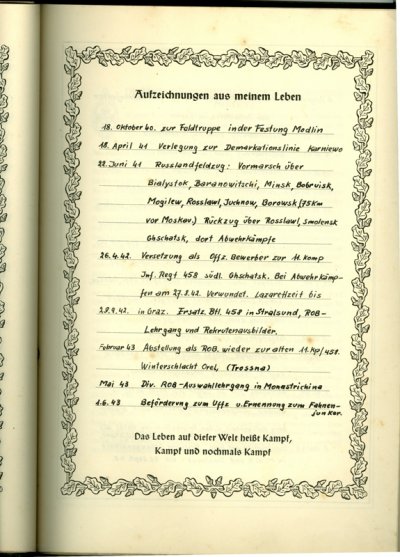 Aufzeichnungen aus meinem Leben
18. Oktober 40. zur Feldtruppe in der Festung Modlin
18. April 41 Verlegung zur Demarkationslinie Karniewo
22. Juni 41 Russlandfeldzug: Vormarsch über
Bialystok, Baranowitschi, Minsk, Bobruisk,
Mogilew, Rosslawl, Juchnow, Borowsk (75 Km
vor Moskau.) Rückzug über Rosslawl, Smolensk
Ghschatsk, dort Abwehrkämpfe
26.4.42. Versetzung als Offz. Bewerber zur 11. Komp
Inf. Regt 458 südl. Ghschatsk. Bei Abwehrkämp-
fen am 27.8.42. Verwundet. Lazarettzeit bis
in Graz. Ersatz. Btl. 458 in Stralsund, ROB-
Lehrgang und Rekrutenausbilder.
Februar 43 Abstellung als ROB. wieder zur alten 11. Kp/458.
Winterschlacht Orel, (Trossna)
Mai 43 Div. ROB-Auswahllehrgang in Monastrichina
1.6.43 Beförderung zum Uffz u. Ernennung zum Fahnen-
junker.
Das Leben auf dieser Welt heißt Kampf,
Kampf und nochmals Kampf